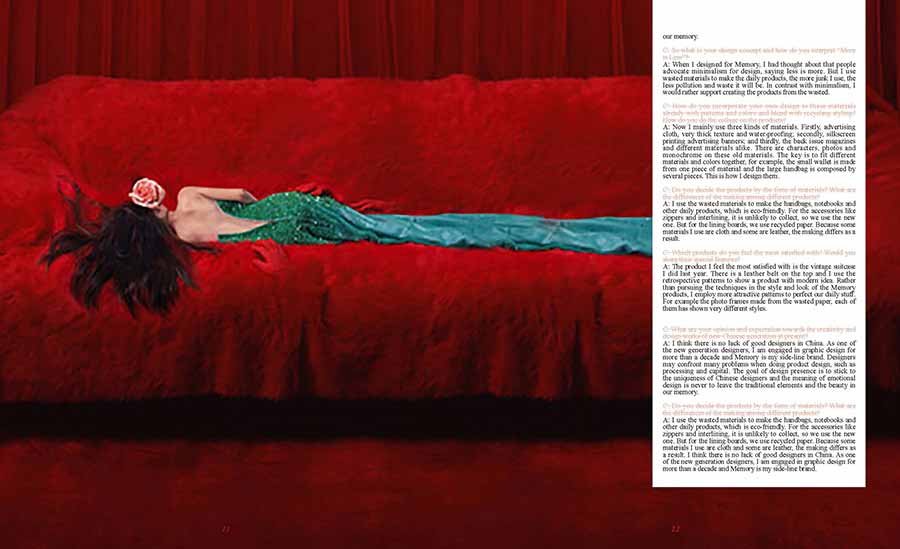 our memory.
Q: So what is your design concept and how do you interpret "More
is Less"?
A: When I designed for Memory, I had thought about that people
advocate minimalism for design, saying less is more. But I use
wasted materials to make the daily products, the more junk I use, the
less pollution and waste it will be. In contrast with minimalism, I
would rather support creating the products from the wasted.
Q: How do you incorporate your own design to these materials
already with patterns and colors and blend with recycling styling?
How do you do the collage on the products?
A: Now I mainly use three kinds of materials. Firstly, advertising
cloth, very thick texture and water-proofing; secondly, silkscreen
printing advertising banners; and thirdly, the back issue magazines
and different materials alike. There are characters, photos and
monochrome on these old materials. The key is to fit different
materials and colors together, for example, the small wallet is made
from one piece of material and the large handbag is composed by
several pieces. This is how I design them.
Q: Do you decide the products by the form of materials? What are
the differences of the making among different products?
A: I use the wasted materials to make the handbags, notebooks and
other daily products, which is eco-friendly. For the accessories like
zippers and interlining, it is unlikely to collect, so we use the new
one. But for the lining boards, we use recycled paper. Because some
materials I use are cloth and some are leather, the making differs as a
result.
Q: Which products do you feel the most satisfied with? Would you
share their special features?
A: The product I feel the most satisfied with is the vintage suitcase
I did last year. There is a leather belt on the top and I use the
retrospective patterns to show a product with modern idea. Rather
than pursuing the techniques in the style and look of the Memory
products, I employ more attractive patterns to perfect our daily stuff.
For example the photo frames made from the wasted paper, each of
them has shown very different styles.
Q: What are your opinion and expectation towards the creativity and
design works of new Chinese generation at present?
A: I think there is no lack of good designers in China. As one of
the new generation designers, I am engaged in graphic design for
more than a decade and Memory is my side-line brand. Designers
may confront many problems when doing product design, such as
processing and capital. The goal of design presence is to stick to
the uniqueness of Chinese designers and the meaning of emotional
design is never to leave the traditional elements and the beauty in
our memory.
Q: Do you decide the products by the form of materials? What are
the differences of the making among different products?
A: I use the wasted materials to make the handbags, notebooks and
other daily products, which is eco-friendly. For the accessories like
zippers and interlining, it is unlikely to collect, so we use the new
one. But for the lining boards, we use recycled paper. Because some
materials I use are cloth and some are leather, the making differs as
a result. I think there is no lack of good designers in China. As one
of the new generation designers, I am engaged in graphic design for
more than a decade and Memory is my side-line brand.
11
12